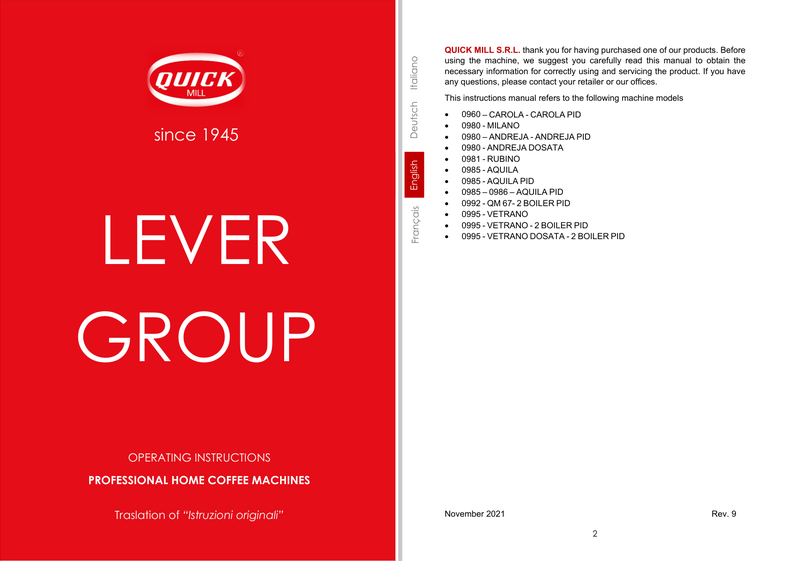 QUICK
MILL
®
since 1945
LEVER
GROUP
OPERATING INSTRUCTIONS
PROFESSIONAL HOME COFFEE MACHINES
Traslation of “Istruzioni originali”
Italiano
Deutsch
English
Français
QUICK MILL S.R.L. thank you for having purchased one of our products. Before
using the machine, we suggest you carefully read this manual to obtain the
necessary information for correctly using and servicing the product. If you have
any questions, please contact your retailer or our offices.
This instructions manual refers to the following machine models
• 0960 – CAROLA - CAROLA PID
• 0980 - MILANO
• 0980 – ANDREJA - ANDREJA PID
• 0980 - ANDREJA DOSATA
• 0981 - RUBINO
• 0985 - AQUILA
• 0985 - AQUILA PID
• 0985 – 0986 – AQUILA PID
• 0992 - QM 67- 2 BOILER PID
• 0995 - VETRANO
• 0995 - VETRANO - 2 BOILER PID
• 0995 - VETRANO DOSATA - 2 BOILER PID
November 2021 Rev. 9
2